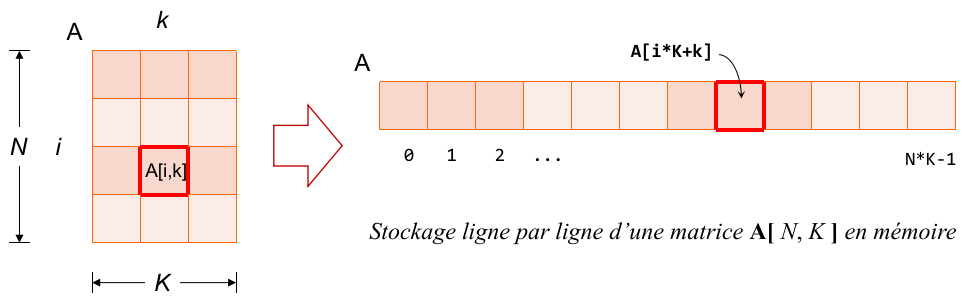 A
k
N
i
A[i,k]
K
A
A[i*K+k]
0 1 2 ... N*K-1
Stockage ligne par ligne d’une matrice A[ N, K ] en mémoire